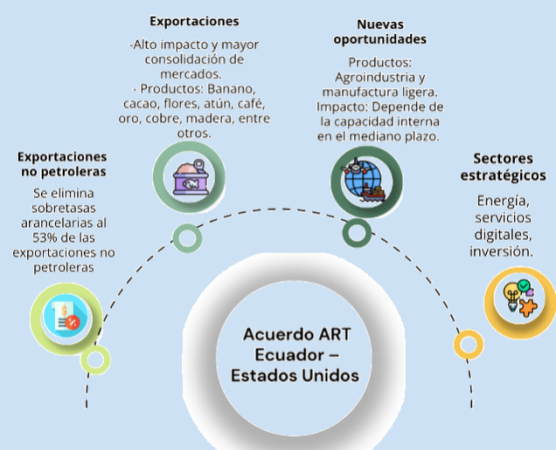 Exportaciones
-Alto impacto y mayor
consolidación de
mercados.
- Productos: Banano,
cacao, flores, atún, café,
oro, cobre, madera, entre
otros.
Nuevas
oportunidades
Productos:
Agroindustria y
manufactura ligera.
Impacto: Depende de
la capacidad interna
en el mediano plazo.
Exportaciones
no petroleras
Se elimina
sobretasas
arancelarias al
53% de las
exportaciones no
petroleras
Sectores
estratégicos
Energía,
servicios
digitales,
inversión.
Acuerdo ART
Ecuador –
Estados Unidos